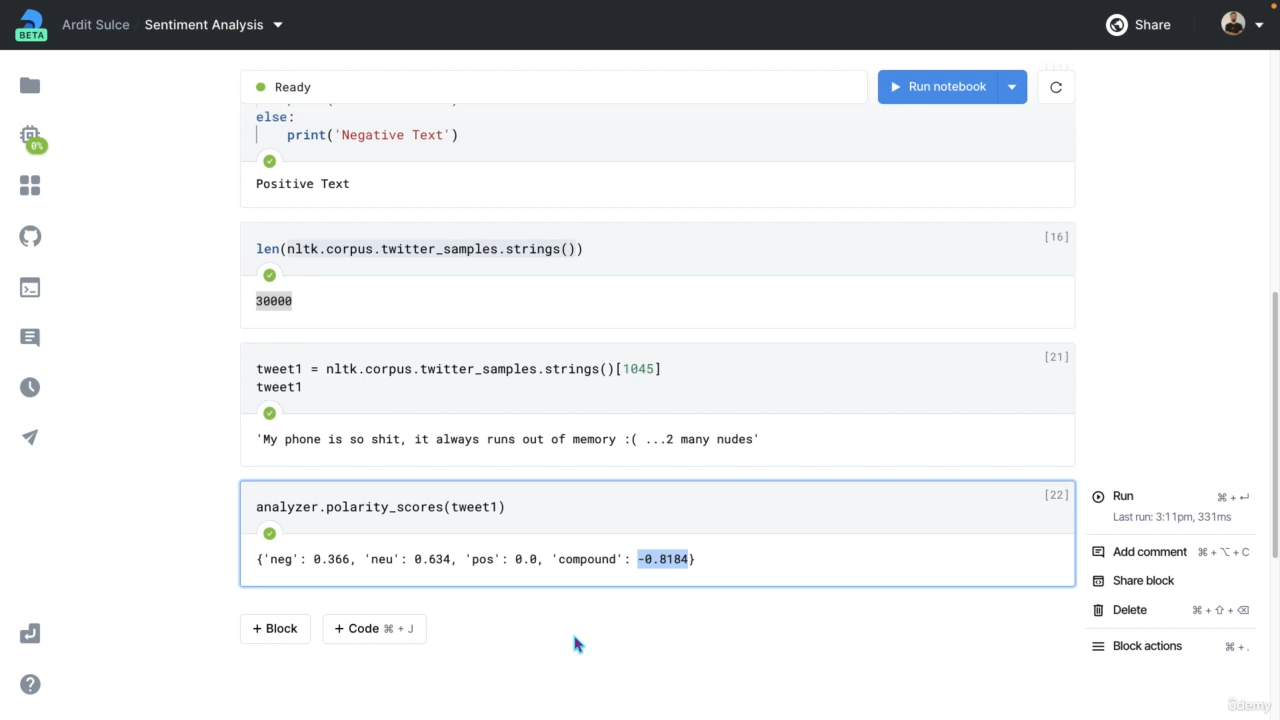 BETA
Ardit Sulce Sentiment Analysis
Share
Ready
Run notebook
0%
else:
print('Negative Text')
Positive Text
[16]
len(nltk.corpus.twitter_samples.strings())
30000
[21]
tweet1 = nltk.corpus.twitter_samples.strings()[1045]
tweet1
'My phone is so shit, it always runs out of memory :( ...2 many nudes'
[22]
analyzer.polarity_scores(tweet1)
{'neg': 0.366, 'neu': 0.634, 'pos': 0.0, 'compound': -0.8184}
Run ⌘ + ↵
Last run: 3:11pm, 331ms
Add comment ⌘ + ⌥ + C
Share block
Delete ⌘ + ⇧ + ⌫
Block actions ⌘ + .
+ Block
+ Code ⌘ + J
ûdemy